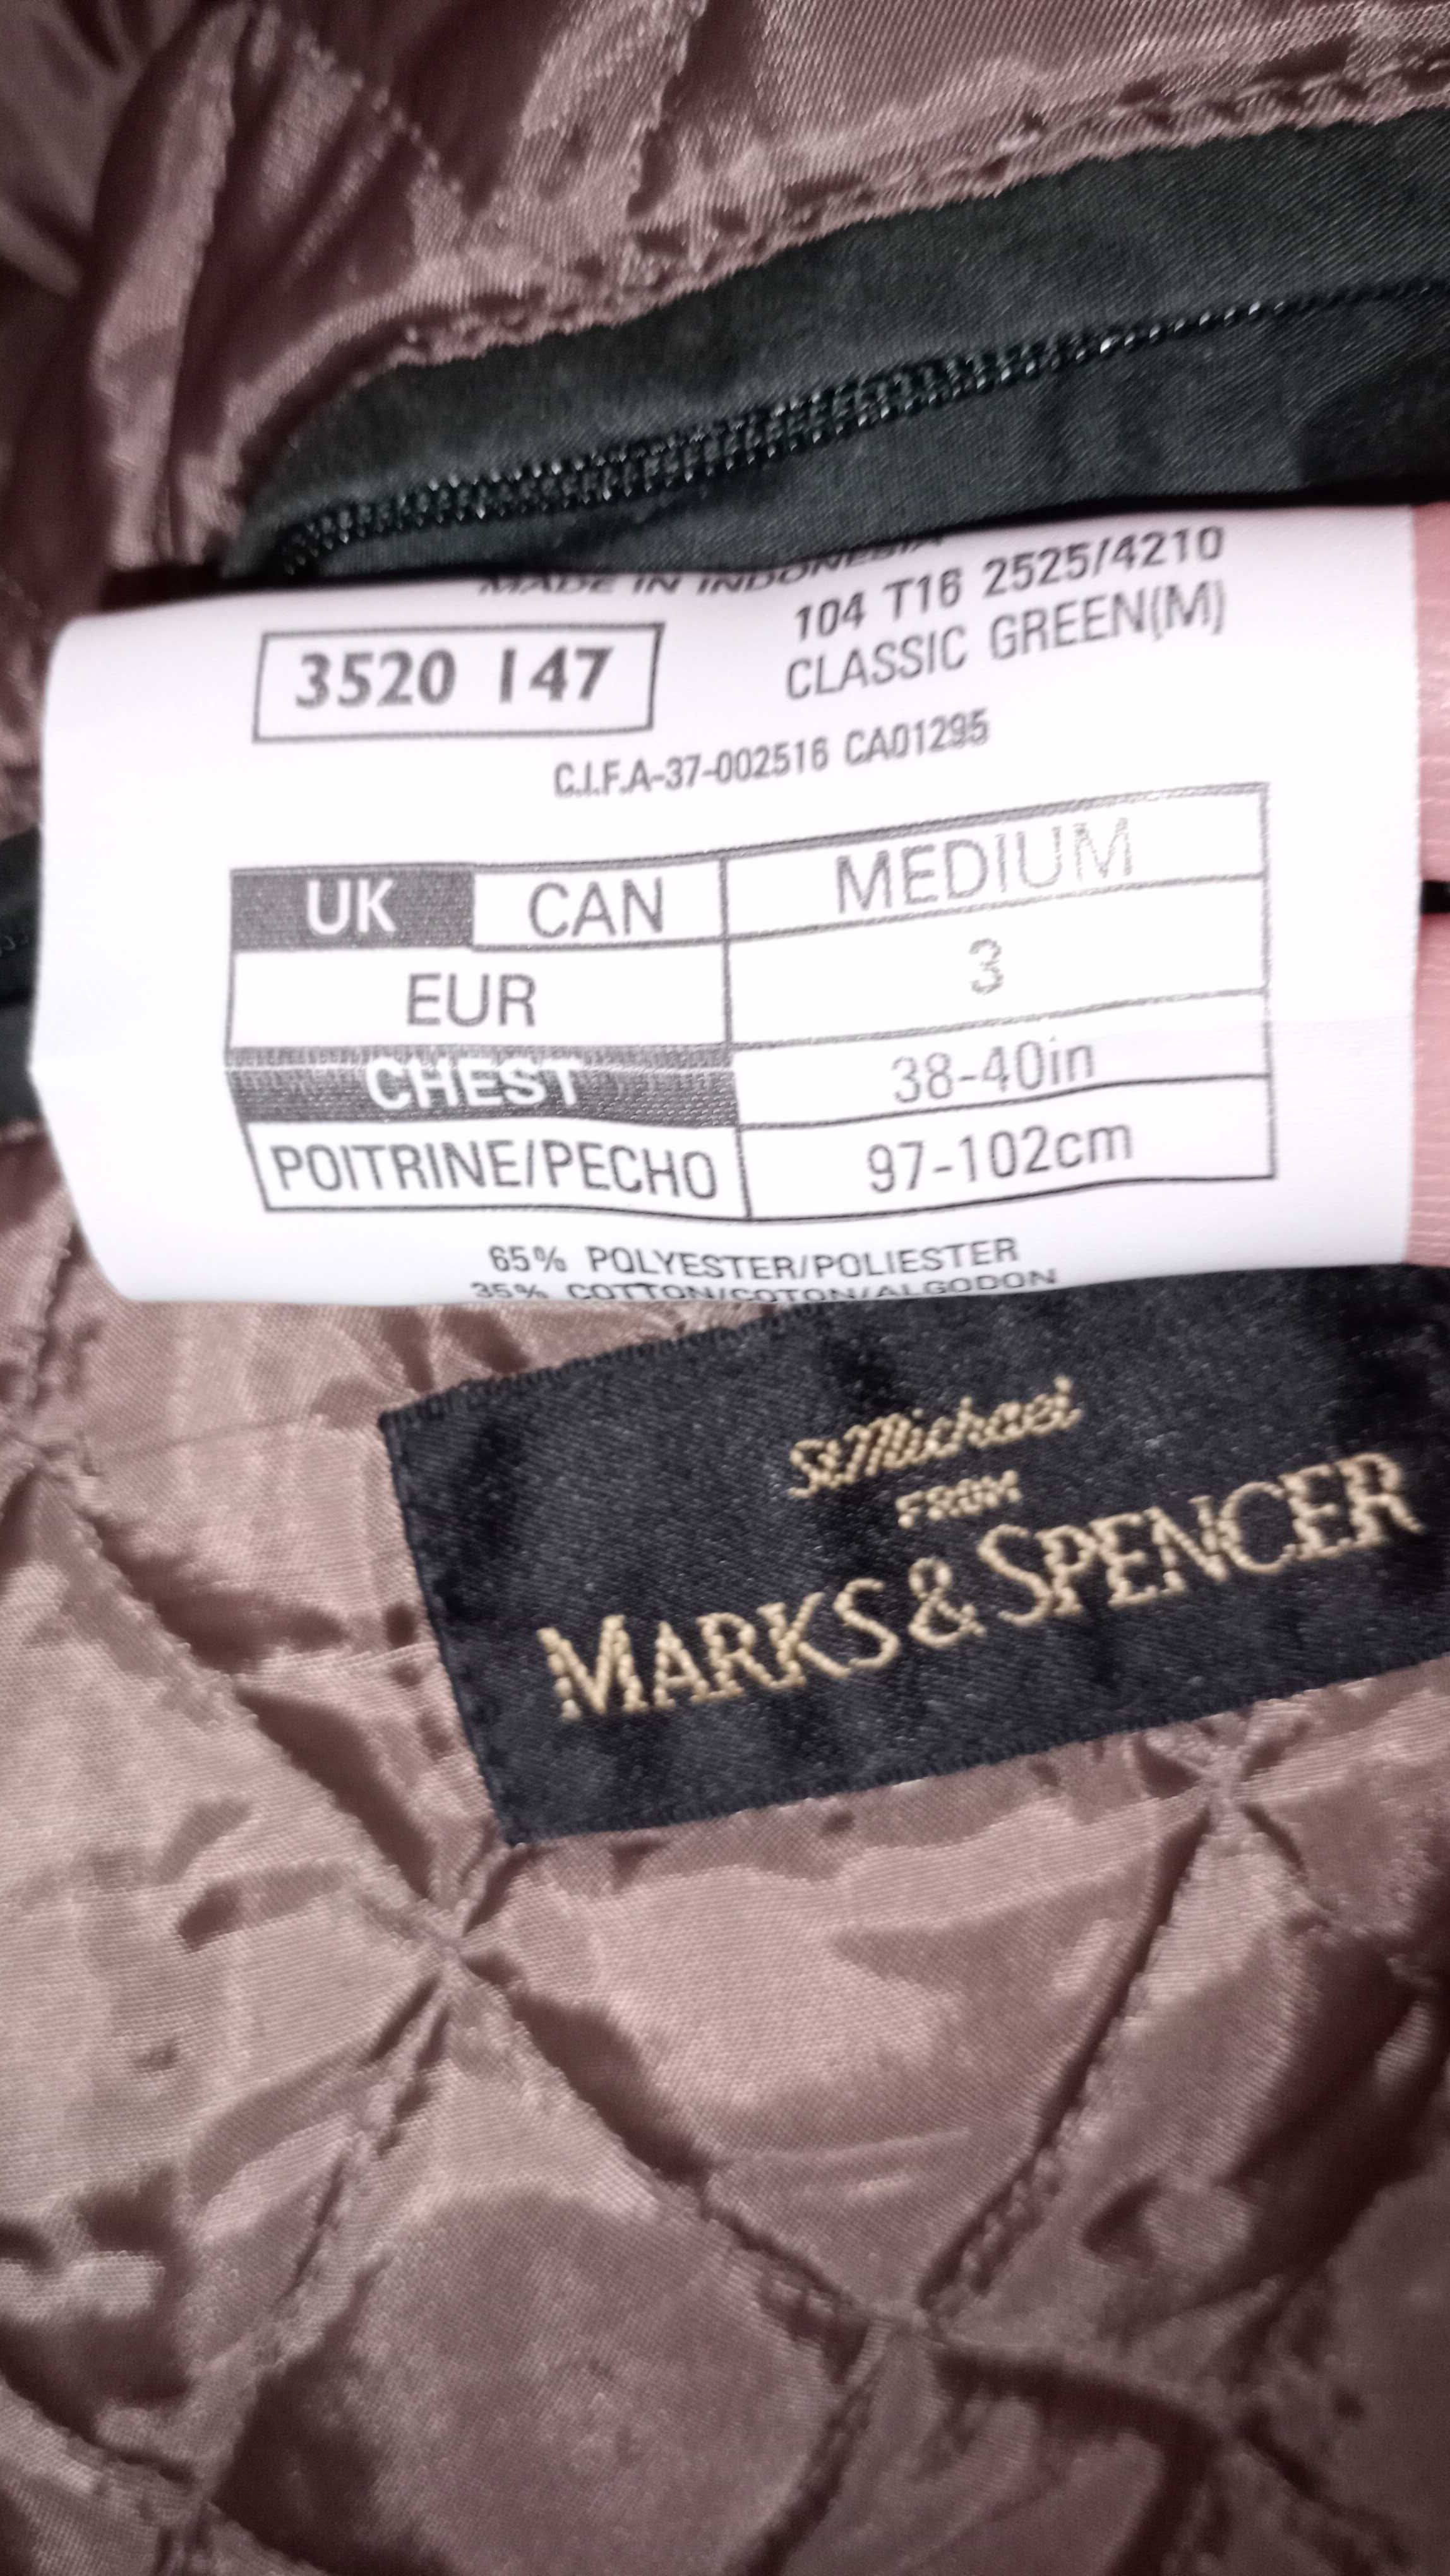 MADE IN INDONESIA
104 T16 2525/4210
3520 147
CLASSIC GREEN(M)
C.I.F.A-37-002516 CA01295
UK CAN MEDIUM
EUR 3
CHEST 38-40in
POITRINE/PECHO 97-102cm
65% POLYESTER/POLIESTER
35% COTTON/COTON/ALGODON
St Michael
FROM
MARKS & SPENCER